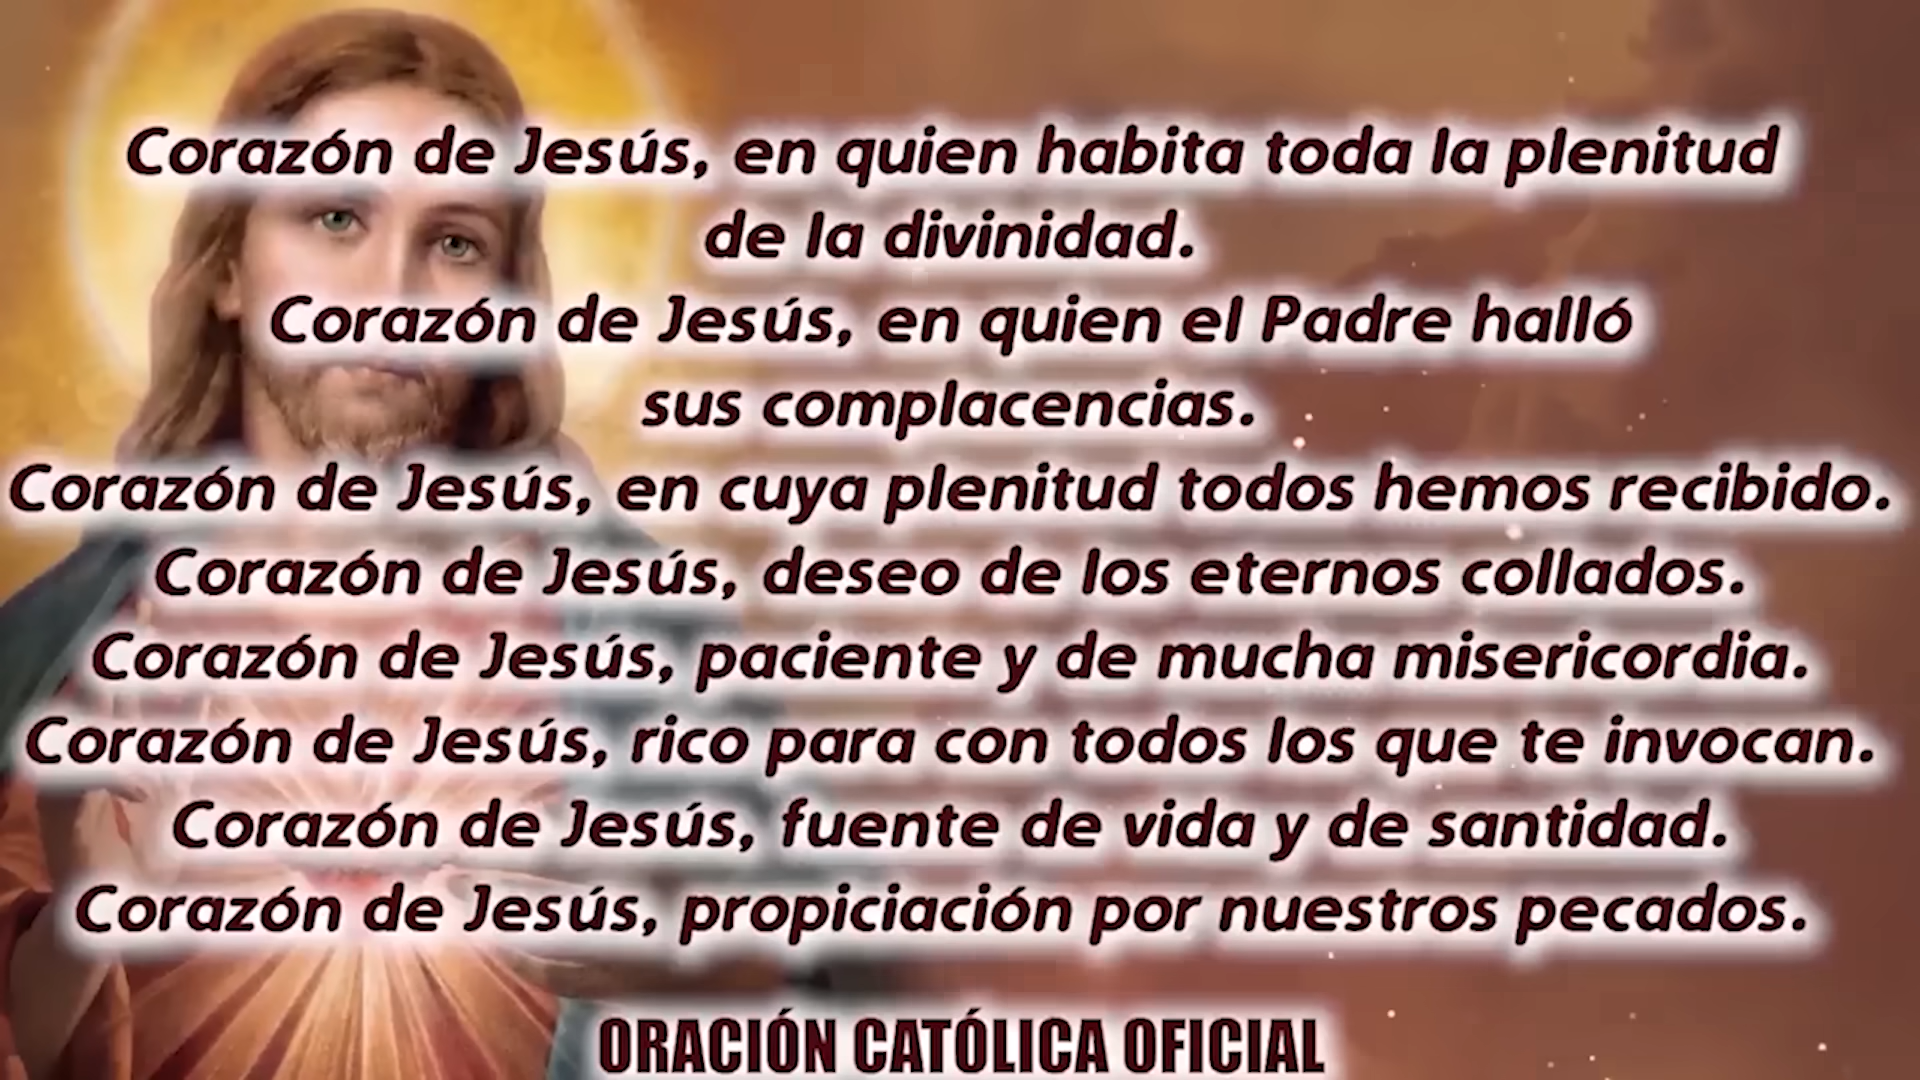 Corazón de Jesús, en quien habita toda la plenitud
de la divinidad.
Corazón de Jesús, en quien el Padre halló
sus complacencias.
Corazón de Jesús, en cuya plenitud todos hemos recibido.
Corazón de Jesús, deseo de los eternos collados.
Corazón de Jesús, paciente y de mucha misericordia.
Corazón de Jesús, rico para con todos los que te invocan.
Corazón de Jesús, fuente de vida y de santidad.
Corazón de Jesús, propiciación por nuestros pecados.
ORACIÓN CATÓLICA OFICIAL